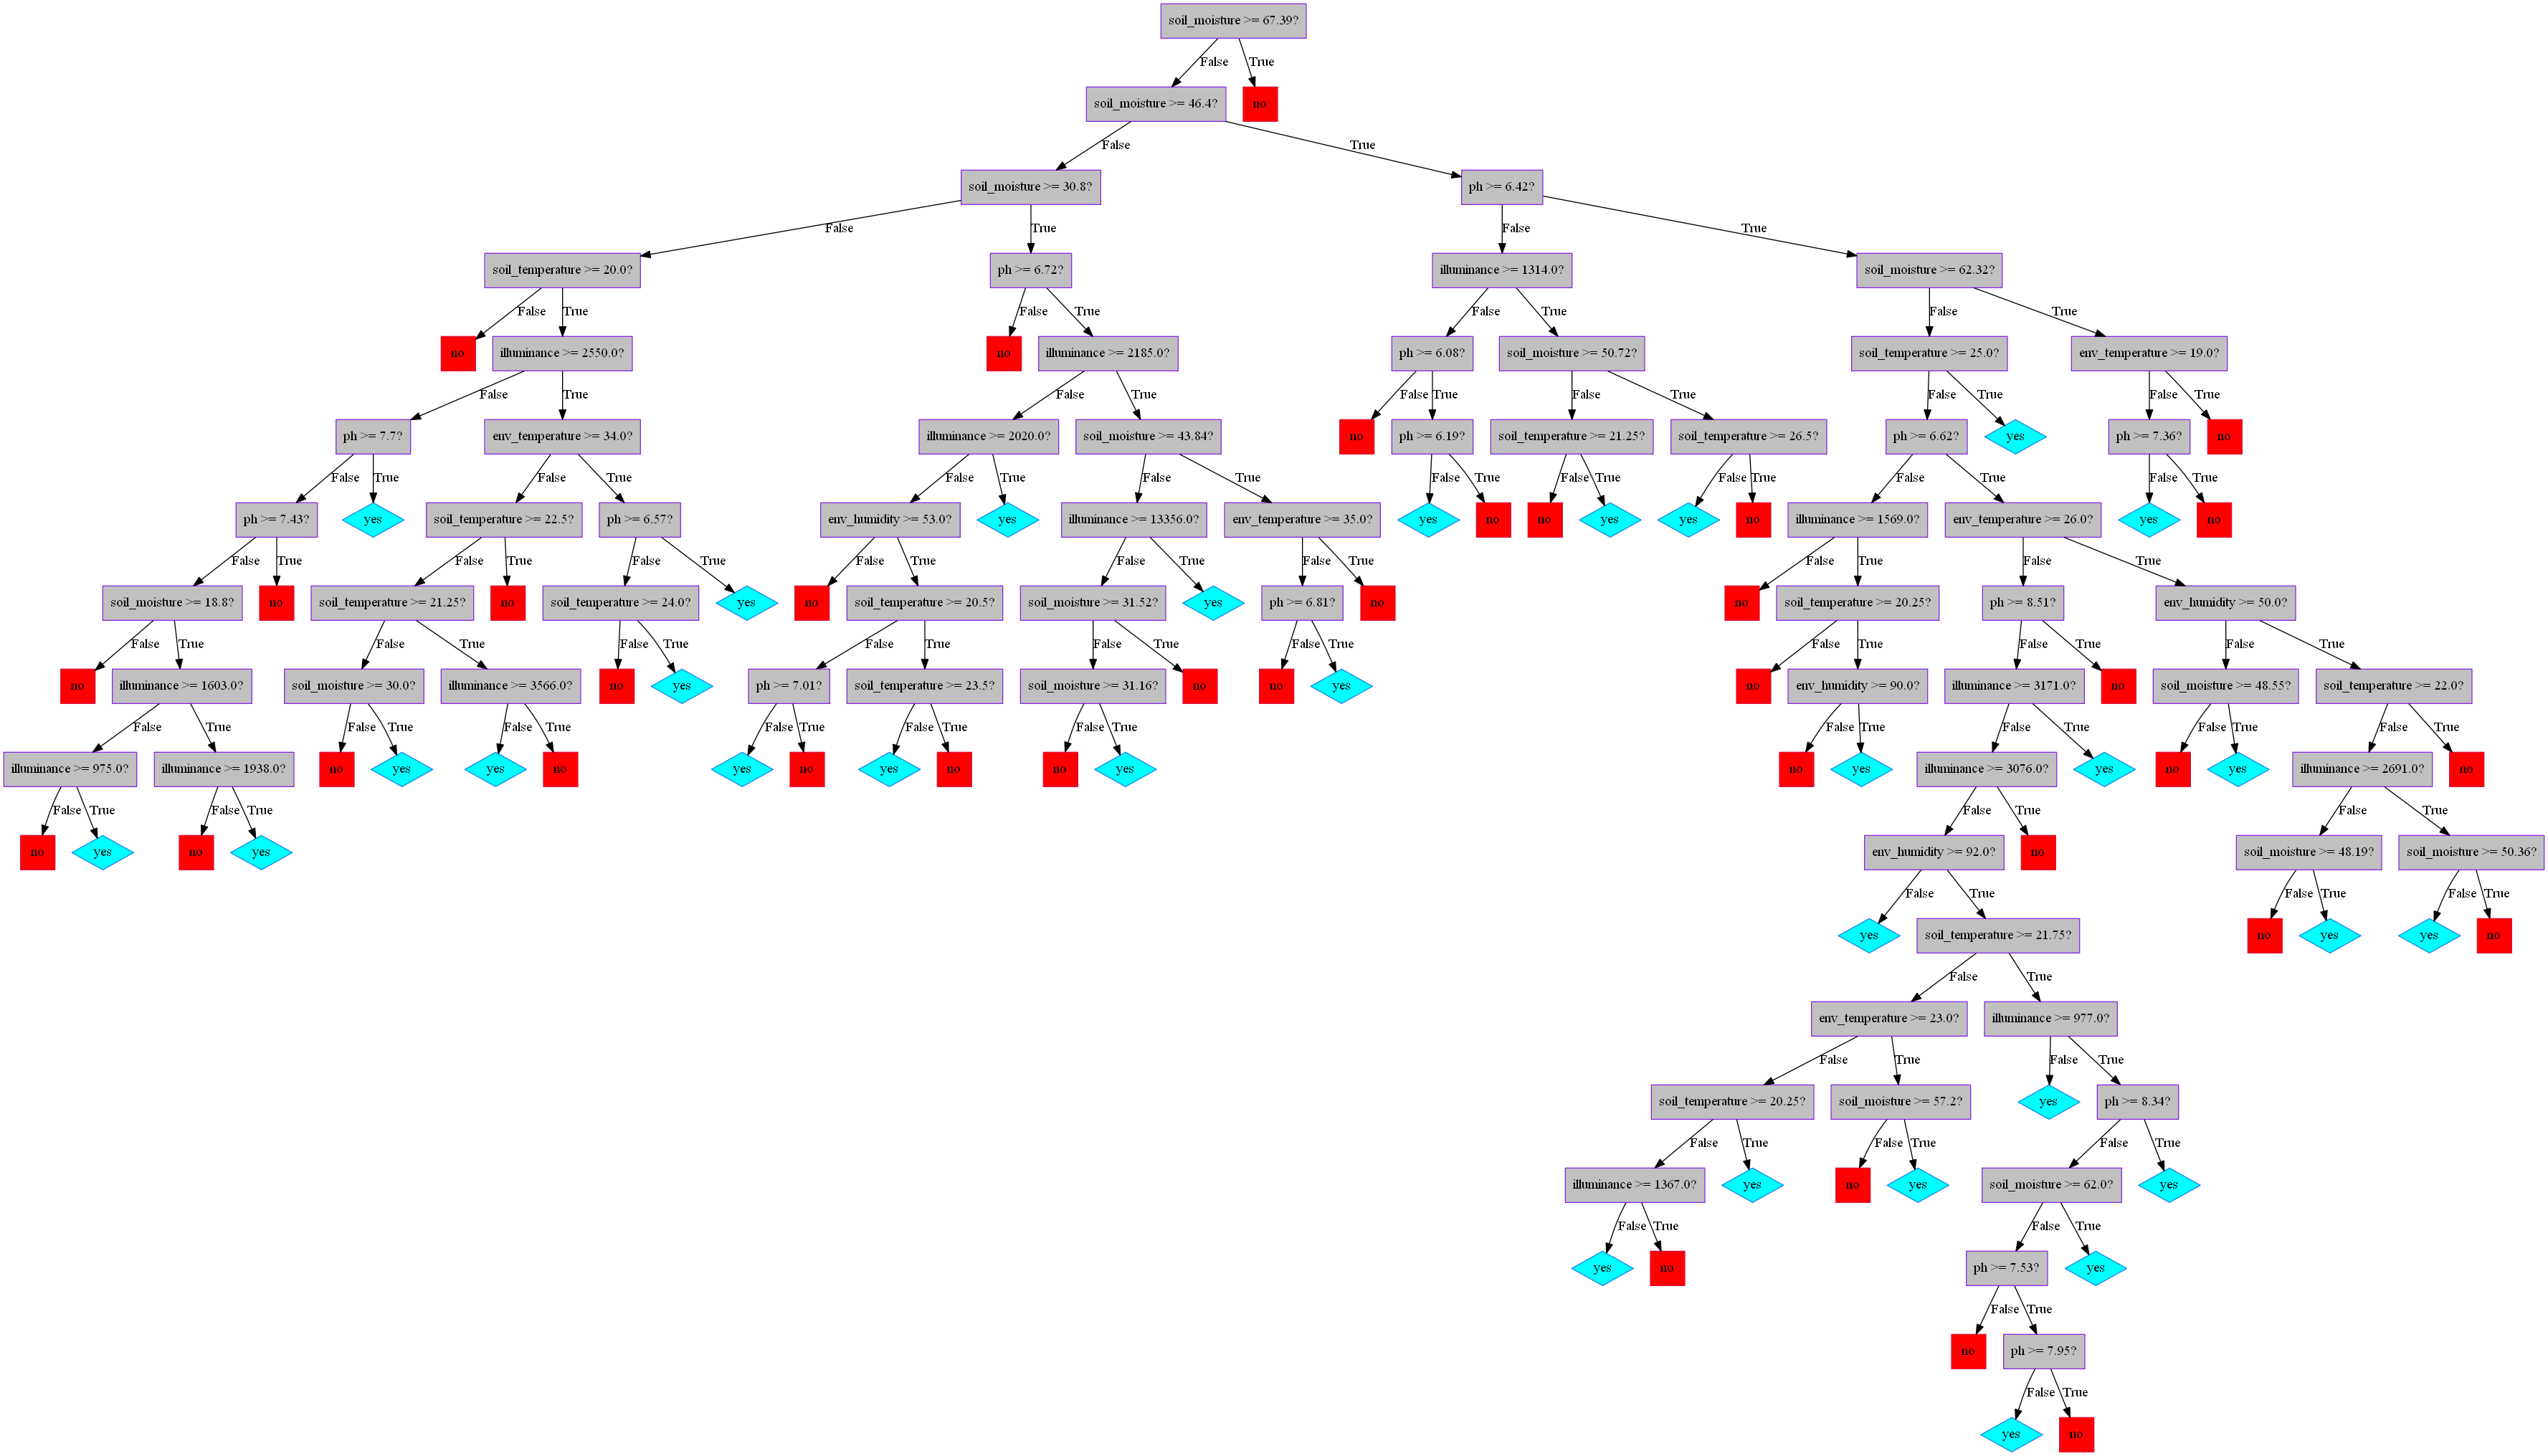 soil_moisture >= 67.39?
False
True
soil_moisture >= 46.4?
no
False
True
soil_moisture >= 30.8?
ph >= 6.42?
False
True
False
True
soil_temperature >= 20.0?
ph >= 6.72?
illuminance >= 1314.0?
soil_moisture >= 62.32?
False
True
False
True
False
True
False
True
no
illuminance >= 2550.0?
no
illuminance >= 2185.0?
ph >= 6.08?
soil_moisture >= 50.72?
soil_temperature >= 25.0?
env_temperature >= 19.0?
False
True
False
True
False
True
False
True
False
True
False
True
ph >= 7.7?
env_temperature >= 34.0?
illuminance >= 2020.0?
soil_moisture >= 43.84?
no
ph >= 6.19?
soil_temperature >= 21.25?
soil_temperature >= 26.5?
ph >= 6.62?
yes
ph >= 7.36?
no
False
True
False
True
False
True
False
True
False
True
False
True
False
True
False
True
False
True
ph >= 7.43?
yes
soil_temperature >= 22.5?
ph >= 6.57?
env_humidity >= 53.0?
yes
illuminance >= 13356.0?
env_temperature >= 35.0?
yes
no
no
yes
yes
no
illuminance >= 1569.0?
env_temperature >= 26.0?
yes
no
False
True
False
True
False
True
False
True
False
True
False
True
False
True
False
True
soil_moisture >= 18.8?
no
soil_temperature >= 21.25?
no
soil_temperature >= 24.0?
yes
no
soil_temperature >= 20.5?
soil_moisture >= 31.52?
yes
ph >= 6.81?
no
no
soil_temperature >= 20.25?
ph >= 8.51?
env_humidity >= 50.0?
False
True
False
True
False
True
False
True
False
True
False
True
False
True
False
True
False
True
no
illuminance >= 1603.0?
soil_moisture >= 30.0?
illuminance >= 3566.0?
no
yes
ph >= 7.01?
soil_temperature >= 23.5?
soil_moisture >= 31.16?
no
no
yes
no
env_humidity >= 90.0?
illuminance >= 3171.0?
no
soil_moisture >= 48.55?
soil_temperature >= 22.0?
False
True
False
True
False
True
False
True
False
True
False
True
False
True
False
True
False
True
False
True
illuminance >= 975.0?
illuminance >= 1938.0?
no
yes
yes
no
yes
no
yes
no
no
yes
no
yes
illuminance >= 3076.0?
yes
no
yes
illuminance >= 2691.0?
no
False
True
False
True
False
True
False
True
no
yes
no
yes
env_humidity >= 92.0?
no
soil_moisture >= 48.19?
soil_moisture >= 50.36?
False
True
False
True
False
True
yes
soil_temperature >= 21.75?
no
yes
yes
no
False
True
env_temperature >= 23.0?
illuminance >= 977.0?
False
True
False
True
soil_temperature >= 20.25?
soil_moisture >= 57.2?
yes
ph >= 8.34?
False
True
False
True
False
True
illuminance >= 1367.0?
yes
no
yes
soil_moisture >= 62.0?
yes
False
True
False
True
yes
no
ph >= 7.53?
yes
False
True
no
ph >= 7.95?
False
True
yes
no